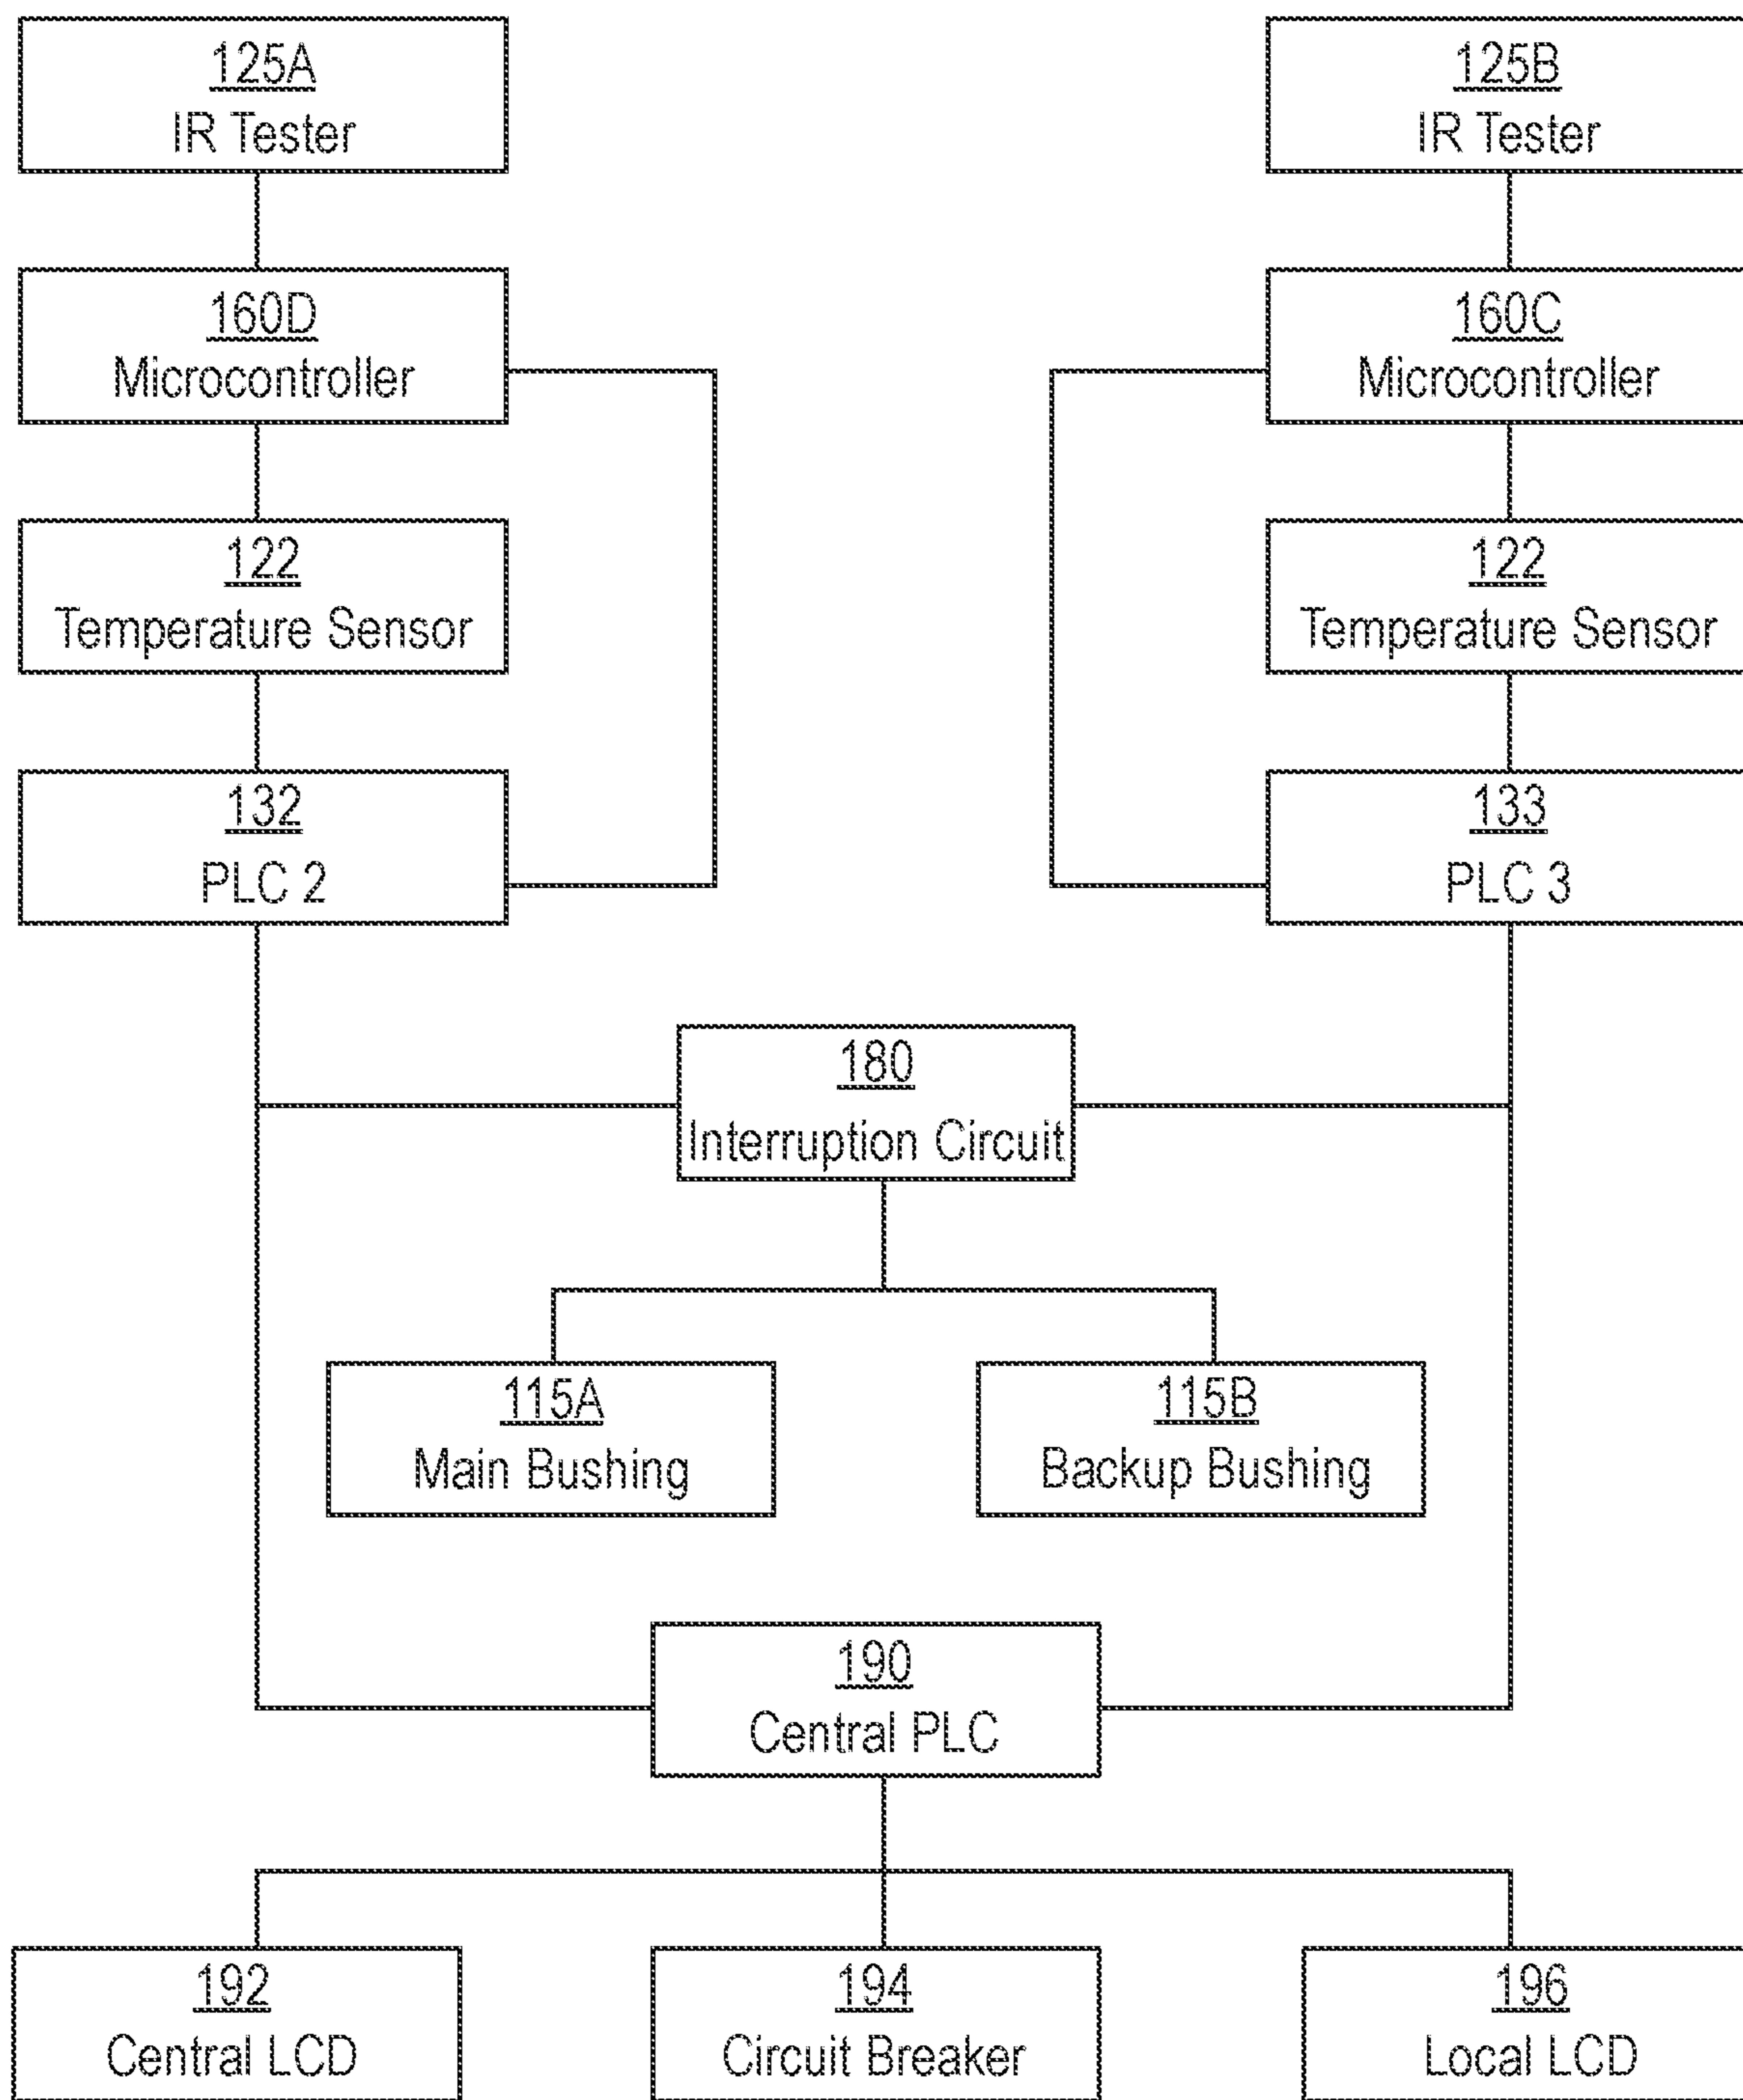 125A
IR Tester
125B
IR Tester
160D
Microcontroller
160C
Microcontroller
122
Temperature Sensor
122
Temperature Sensor
132
PLC 2
133
PLC 3
180
Interruption Circuit
115A
Main Bushing
115B
Backup Bushing
190
Central PLC
192
Central LCD
194
Circuit Breaker
196
Local LCD